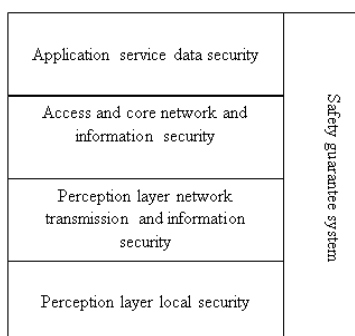 Application service data security
Access and core network and
information security
Perception layer network
transmission and information
security
Perception layer local security
Safety guarantee system